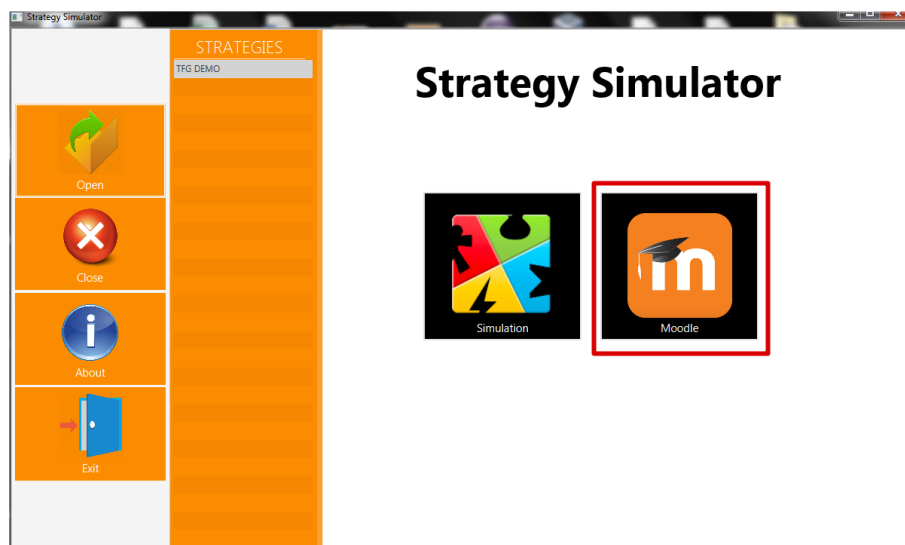 Strategy Simulator
STRATEGIES
TFG DEMO
Open
Close
About
Exit
Strategy Simulator
Simulation
m
Moodle